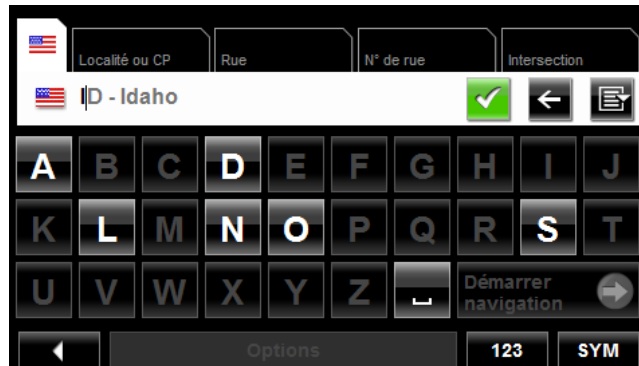 Localité ou CP Rue N° de rue Intersection
ID - Idaho
A B C D E F G H I J
K L M N O P Q R S T
U V W X Y Z ⎵ Démarrer
navigation
Options 123 SYM